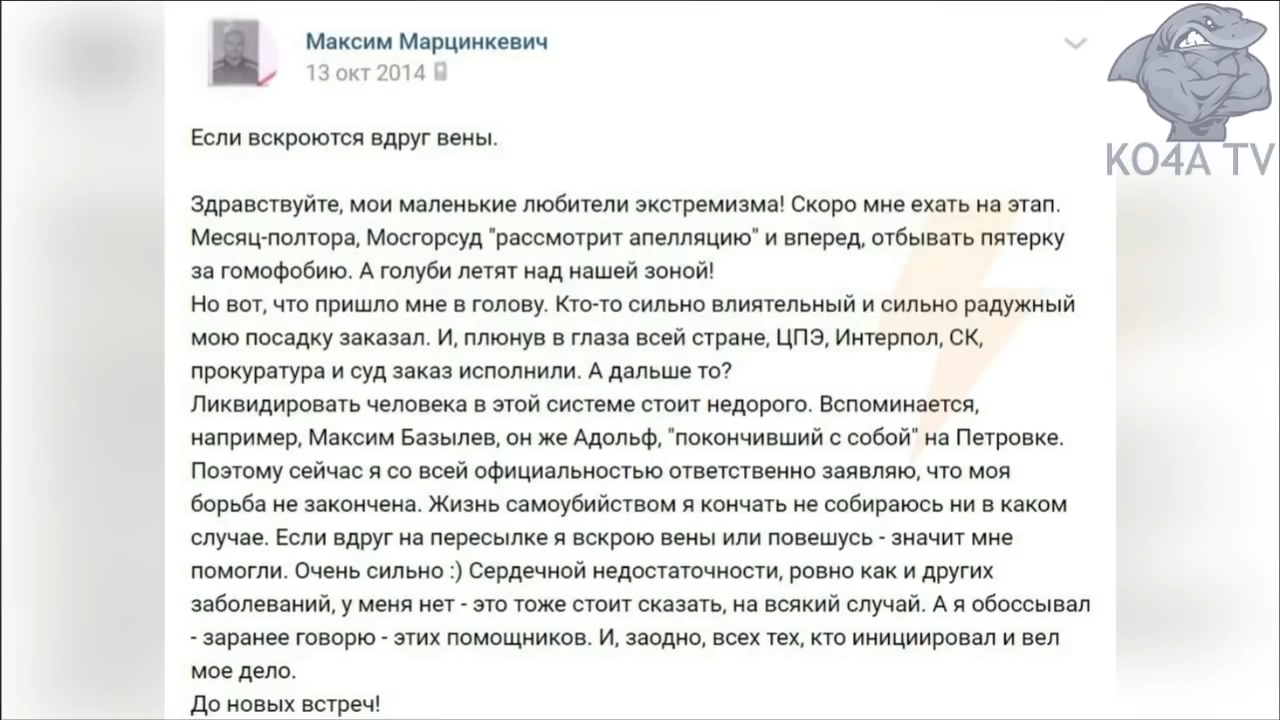 Максим Марцинкевич
13 окт 2014
KO4A TV
Если вскроются вдруг вены.
Здравствуйте, мои маленькие любители экстремизма! Скоро мне ехать на этап.
Месяц-полтора, Мосгорсуд "рассмотрит апелляцию" и вперед, отбывать пятерку
за гомофобию. А голуби летят над нашей зоной!
Но вот, что пришло мне в голову. Кто-то сильно влиятельный и сильно радужный
мою посадку заказал. И, плюнув в глаза всей стране, ЦПЭ, Интерпол, СК,
прокуратура и суд заказ исполнили. А дальше то?
Ликвидировать человека в этой системе стоит недорого. Вспоминается,
например, Максим Базылев, он же Адольф, "покончивший с собой" на Петровке.
Поэтому сейчас я со всей официальностью ответственно заявляю, что моя
борьба не закончена. Жизнь самоубийством я кончать не собираюсь ни в каком
случае. Если вдруг на пересылке я вскрою вены или повешусь - значит мне
помогли. Очень сильно :) Сердечной недостаточности, ровно как и других
заболеваний, у меня нет - это тоже стоит сказать, на всякий случай. А я обоссывал
- заранее говорю - этих помощников. И, заодно, всех тех, кто инициировал и вел
мое дело.
До новых встреч!